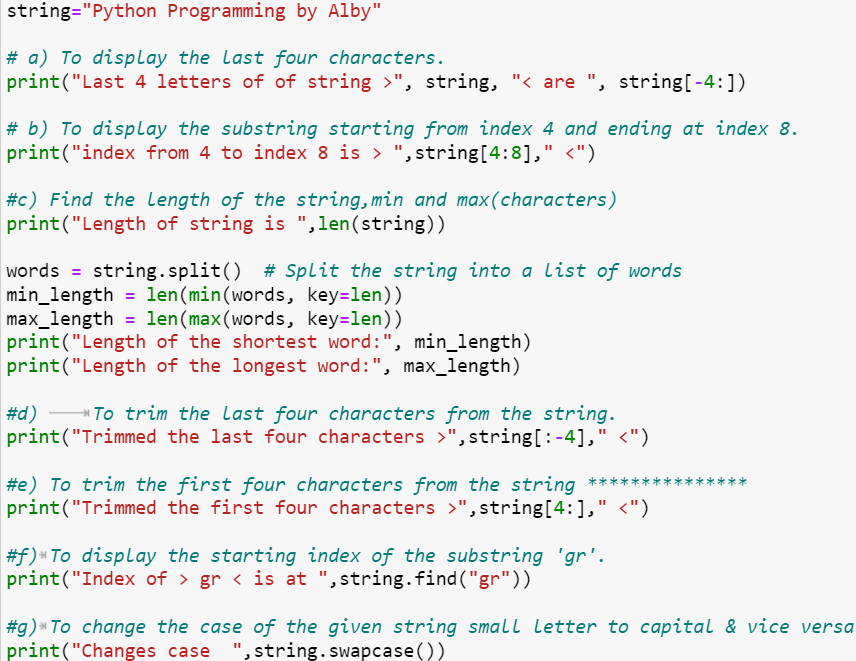 string="Python Programming by Alby"
# a) To display the last four characters.
print("Last 4 letters of of string >", string, "< are ", string[-4:])
# b) To display the substring starting from index 4 and ending at index 8.
print("index from 4 to index 8 is > ",string[4:8]," <")
#c) Find the length of the string,min and max(characters)
print("Length of string is ",len(string))
words = string.split()  # Split the string into a list of words
min_length = len(min(words, key=len))
max_length = len(max(words, key=len))
print("Length of the shortest word:", min_length)
print("Length of the longest word:", max_length)
#d) To trim the last four characters from the string.
print("Trimmed the last four characters >",string[:-4]," <")
#e) To trim the first four characters from the string ***************
print("Trimmed the first four characters >",string[4:]," <")
#f) To display the starting index of the substring 'gr'.
print("Index of > gr < is at ",string.find("gr"))
#g) To change the case of the given string small letter to capital & vice versa
print("Changes case  ",string.swapcase())